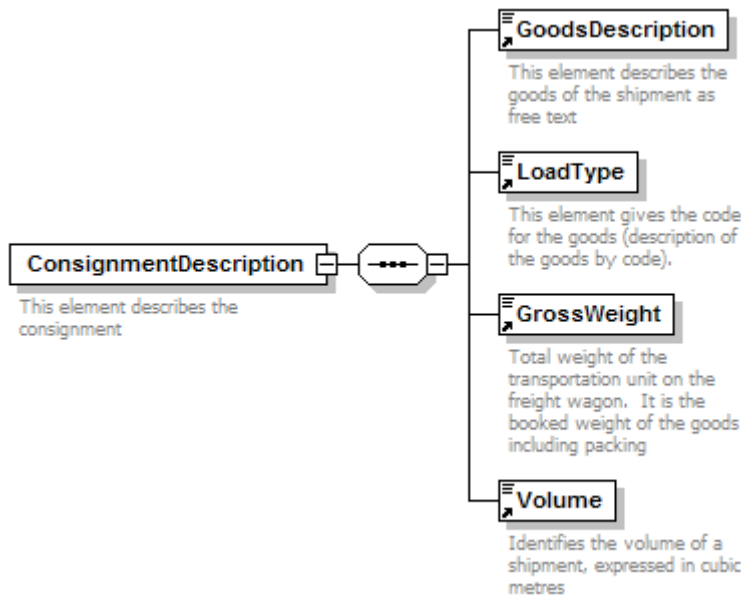 GoodsDescription
This element describes the
goods of the shipment as
free text
LoadType
This element gives the code
for the goods (description of
the goods by code).
ConsignmentDescription
This element describes the
consignment
GrossWeight
Total weight of the
transportation unit on the
freight wagon.  It is the
booked weight of the goods
including packing
Volume
Identifies the volume of a
shipment, expressed in cubic
metres